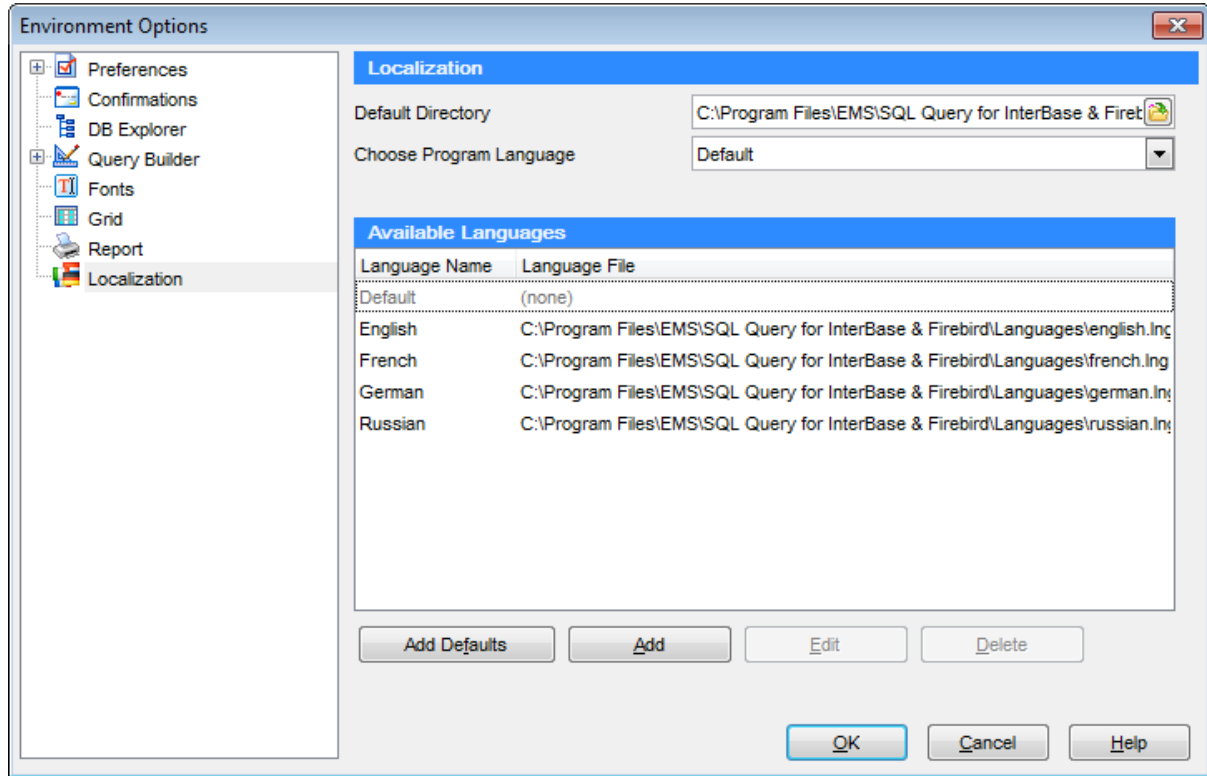 Environment Options
Preferences
Confirmations
DB Explorer
Query Builder
Fonts
Grid
Report
Localization
Localization
Default Directory C:\Program Files\EMS\SQL Query for InterBase & Fireb
Choose Program Language Default
Available Languages
Language Name Language File
Default (none)
English C:\Program Files\EMS\SQL Query for InterBase & Firebird\Languages\english.lng
French C:\Program Files\EMS\SQL Query for InterBase & Firebird\Languages\french.lng
German C:\Program Files\EMS\SQL Query for InterBase & Firebird\Languages\german.lng
Russian C:\Program Files\EMS\SQL Query for InterBase & Firebird\Languages\russian.lng
Add Defaults Add Edit Delete
OK Cancel Help